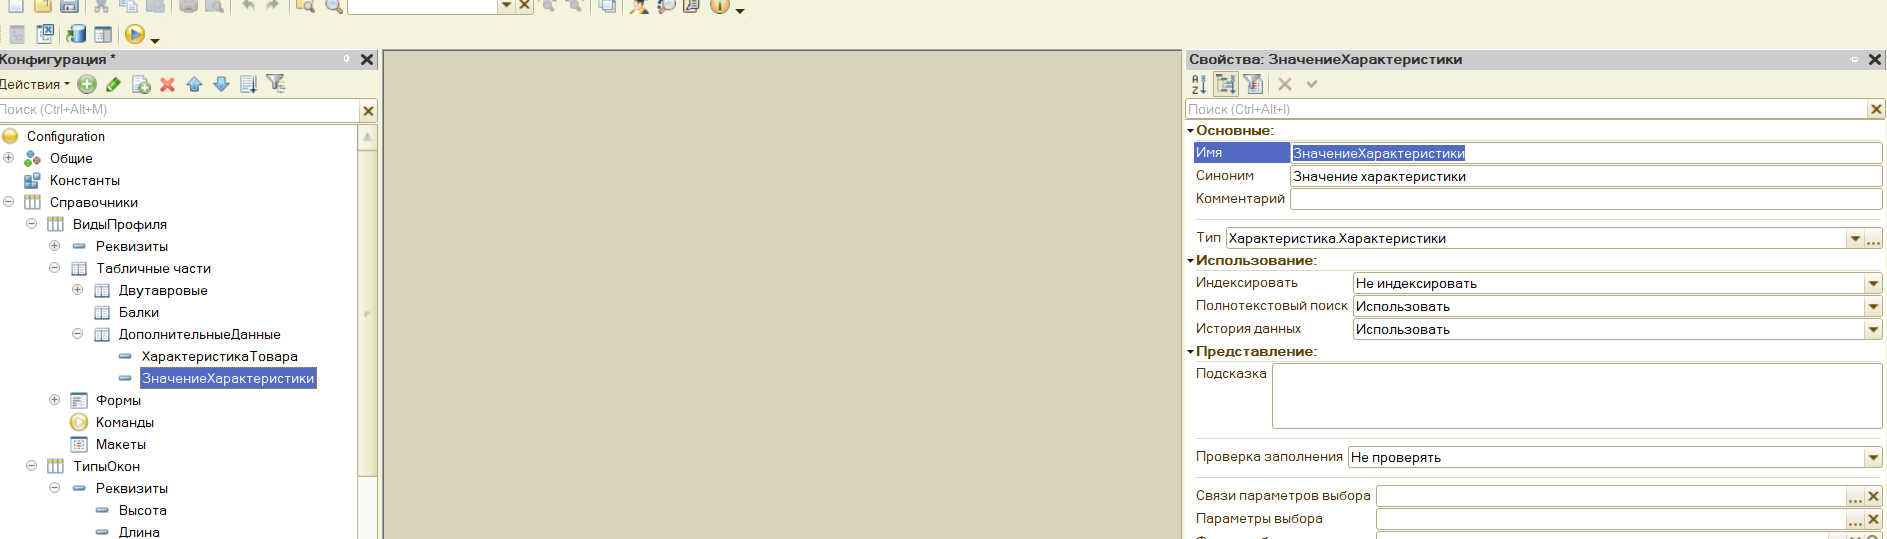 Конфигурация *
Действия
Поиск (Ctrl+Alt+M)
Configuration
Общие
Константы
Справочники
ВидыПрофиля
Реквизиты
Табличные части
Двутавровые
Балки
ДополнительныеДанные
ХарактеристикаТовара
ЗначениеХарактеристики
Формы
Команды
Макеты
ТипыОкон
Реквизиты
Высота
Длина
Свойства: ЗначениеХарактеристики
Поиск (Ctrl+Alt+I)
Основные:
Имя ЗначениеХарактеристики
Синоним Значение характеристики
Комментарий
Тип Характеристика.Характеристики
Использование:
Индексировать Не индексировать
Полнотекстовый поиск Использовать
История данных Использовать
Представление:
Подсказка
Проверка заполнения Не проверять
Связи параметров выбора
Параметры выбора